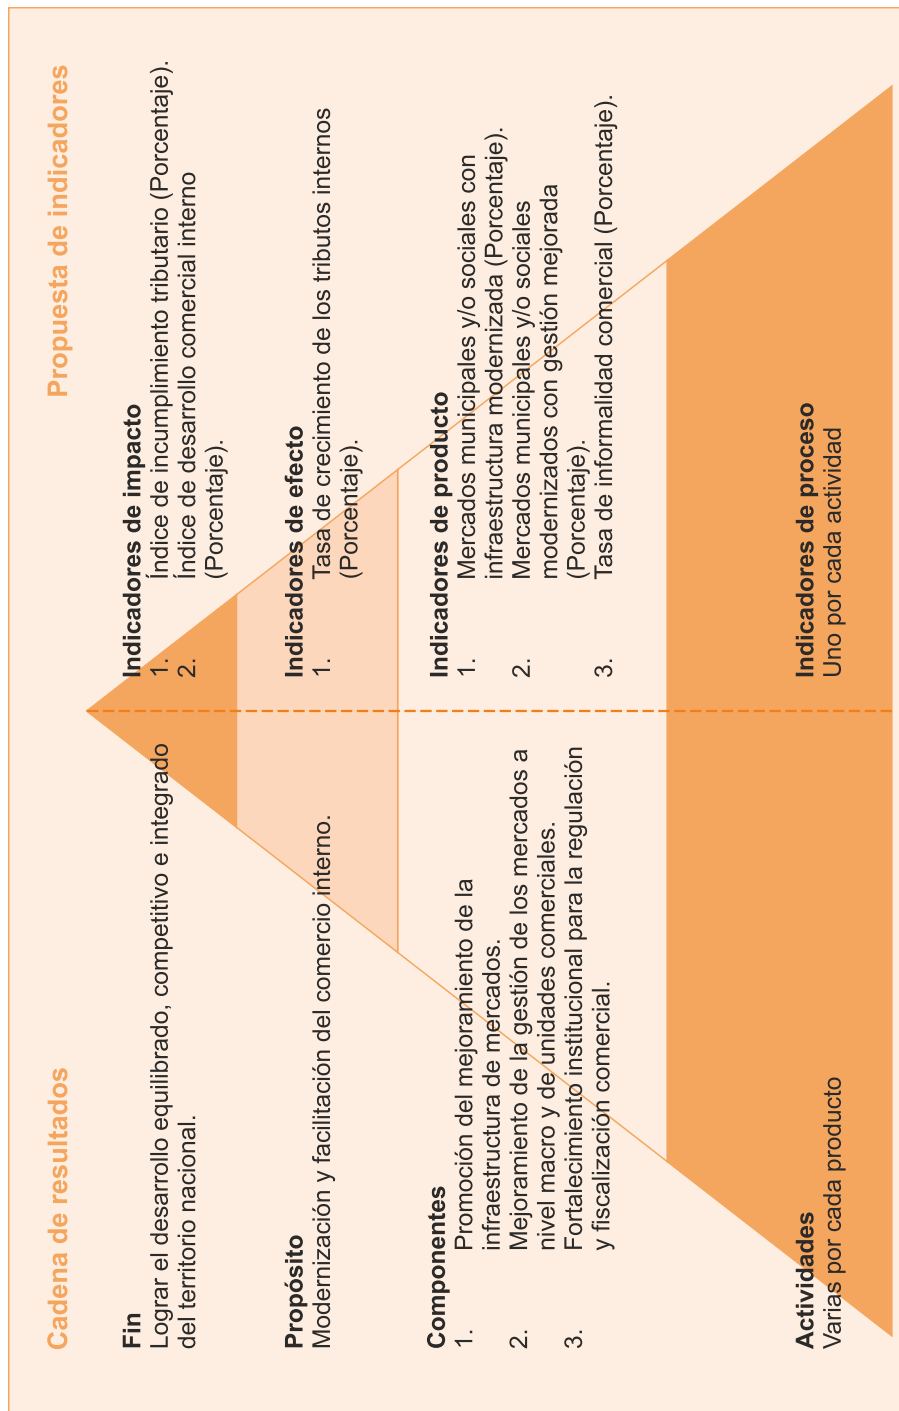 Cadena de resultados
Propuesta de indicadores
Fin
Lograr el desarrollo equilibrado, competitivo e integrado
del territorio nacional.
Indicadores de impacto
1. Índice de incumplimiento tributario (Porcentaje).
2. Índice de desarrollo comercial interno
(Porcentaje).
Propósito
Modernización y facilitación del comercio interno.
Indicadores de efecto
1. Tasa de crecimiento de los tributos internos
(Porcentaje).
Componentes
1. Promoción del mejoramiento de la
infraestructura de mercados.
2. Mejoramiento de la gestión de los mercados a
nivel macro y de unidades comerciales.
3. Fortalecimiento institucional para la regulación
y fiscalización comercial.
Indicadores de producto
1. Mercados municipales y/o sociales con
infraestructura modernizada (Porcentaje).
2. Mercados municipales y/o sociales
modernizados con gestión mejorada
(Porcentaje).
3. Tasa de informalidad comercial (Porcentaje).
Actividades
Varias por cada producto
Indicadores de proceso
Uno por cada actividad